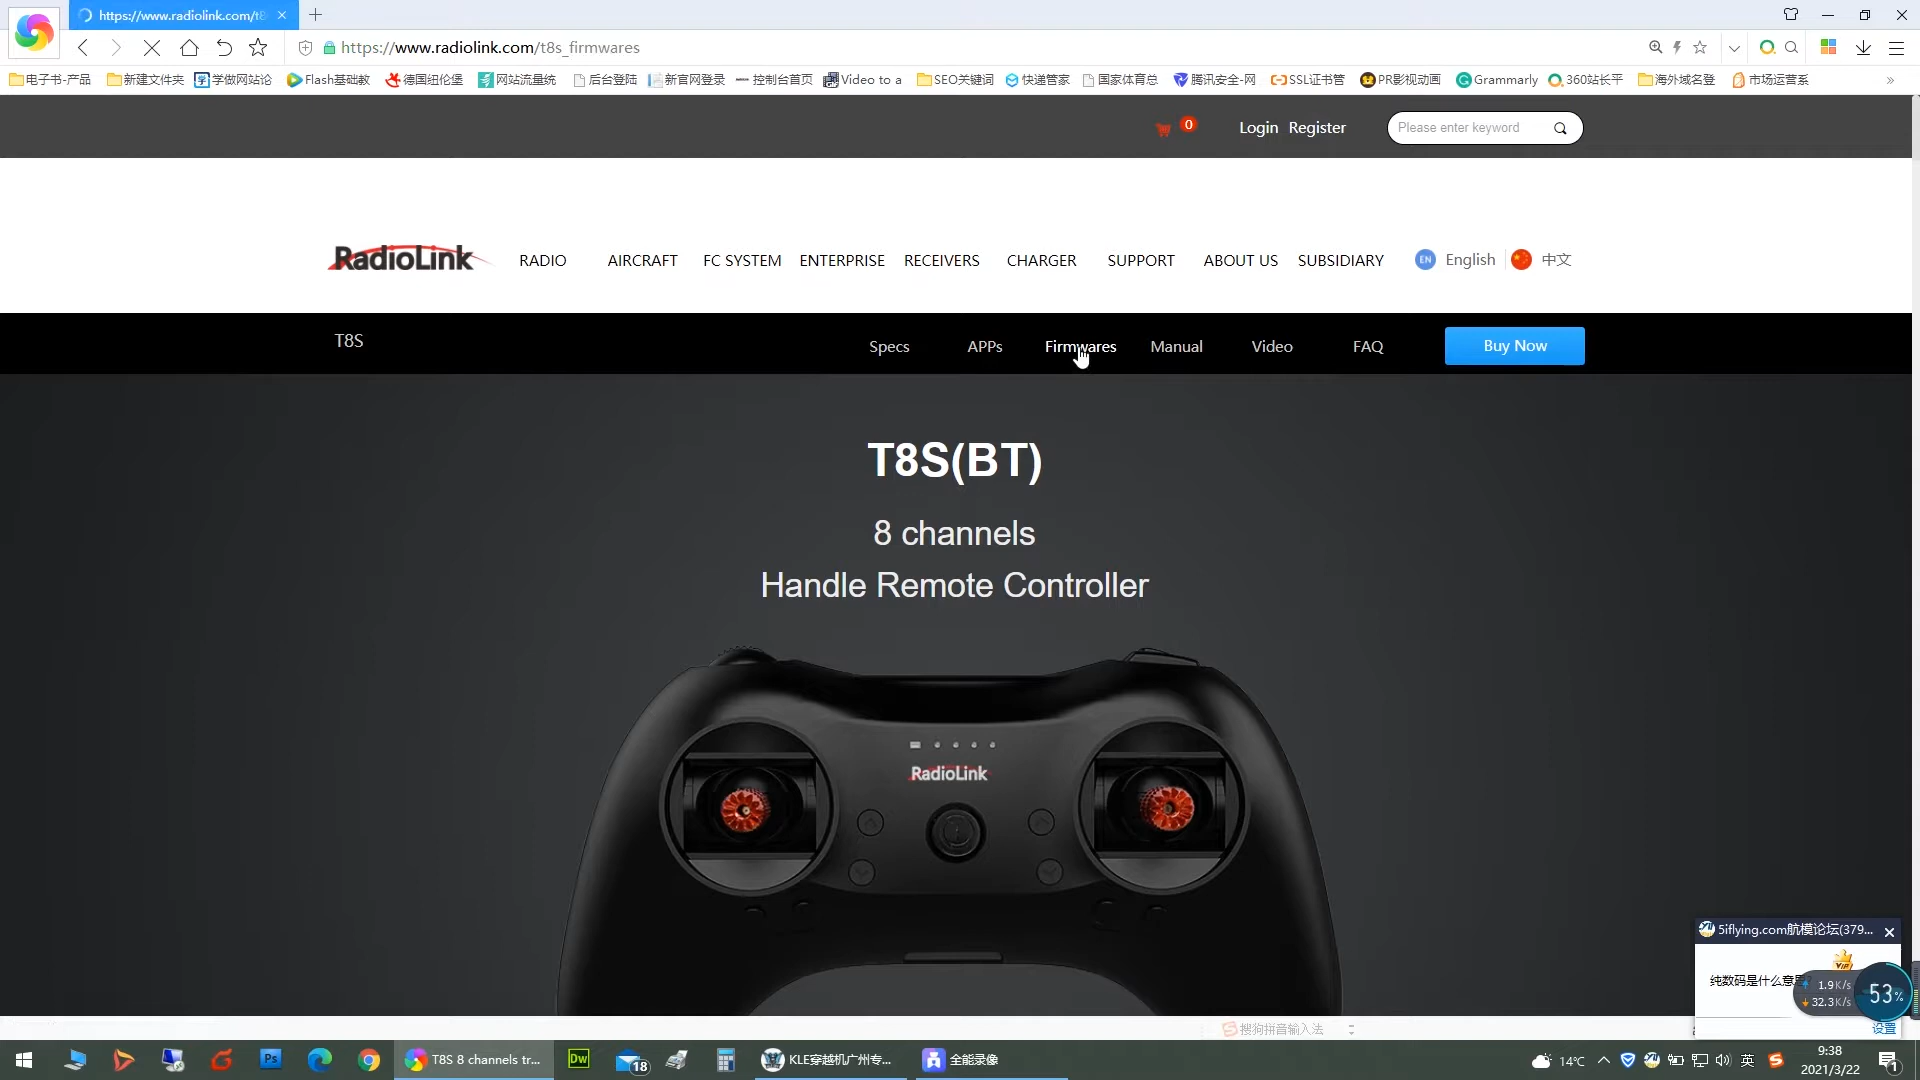 https://www.radiolink.com/t8
https://www.radiolink.com/t8s_firmwares
电子书-产品 新建文件夹 学做网站论 Flash基础教 德国纽伦堡 网站流量统 后台登陆 新官网登录 控制台首页 Video to a SEO关键词 快递管家 国家体育总 腾讯安全-网 SSL证书管 PR影视动画 Grammarly 360站长平 海外域名登 市场运营系 »
0 Login Register Please enter keyword
RadioLink RADIO AIRCRAFT FC SYSTEM ENTERPRISE RECEIVERS CHARGER SUPPORT ABOUT US SUBSIDIARY EN English 中文
T8S Specs APPs Firmwares Manual Video FAQ Buy Now
T8S(BT)
8 channels
Handle Remote Controller
RadioLink
5iflying.com航模论坛(379...
VIP
纯数码是什么意思
1.9K/s
32.3K/s
53%
设置
搜狗拼音输入法
Ps T8S 8 channels tr... Dw 18 KLE穿越机广州专... 全能录像 14°C 英 9:38
2021/3/22
1